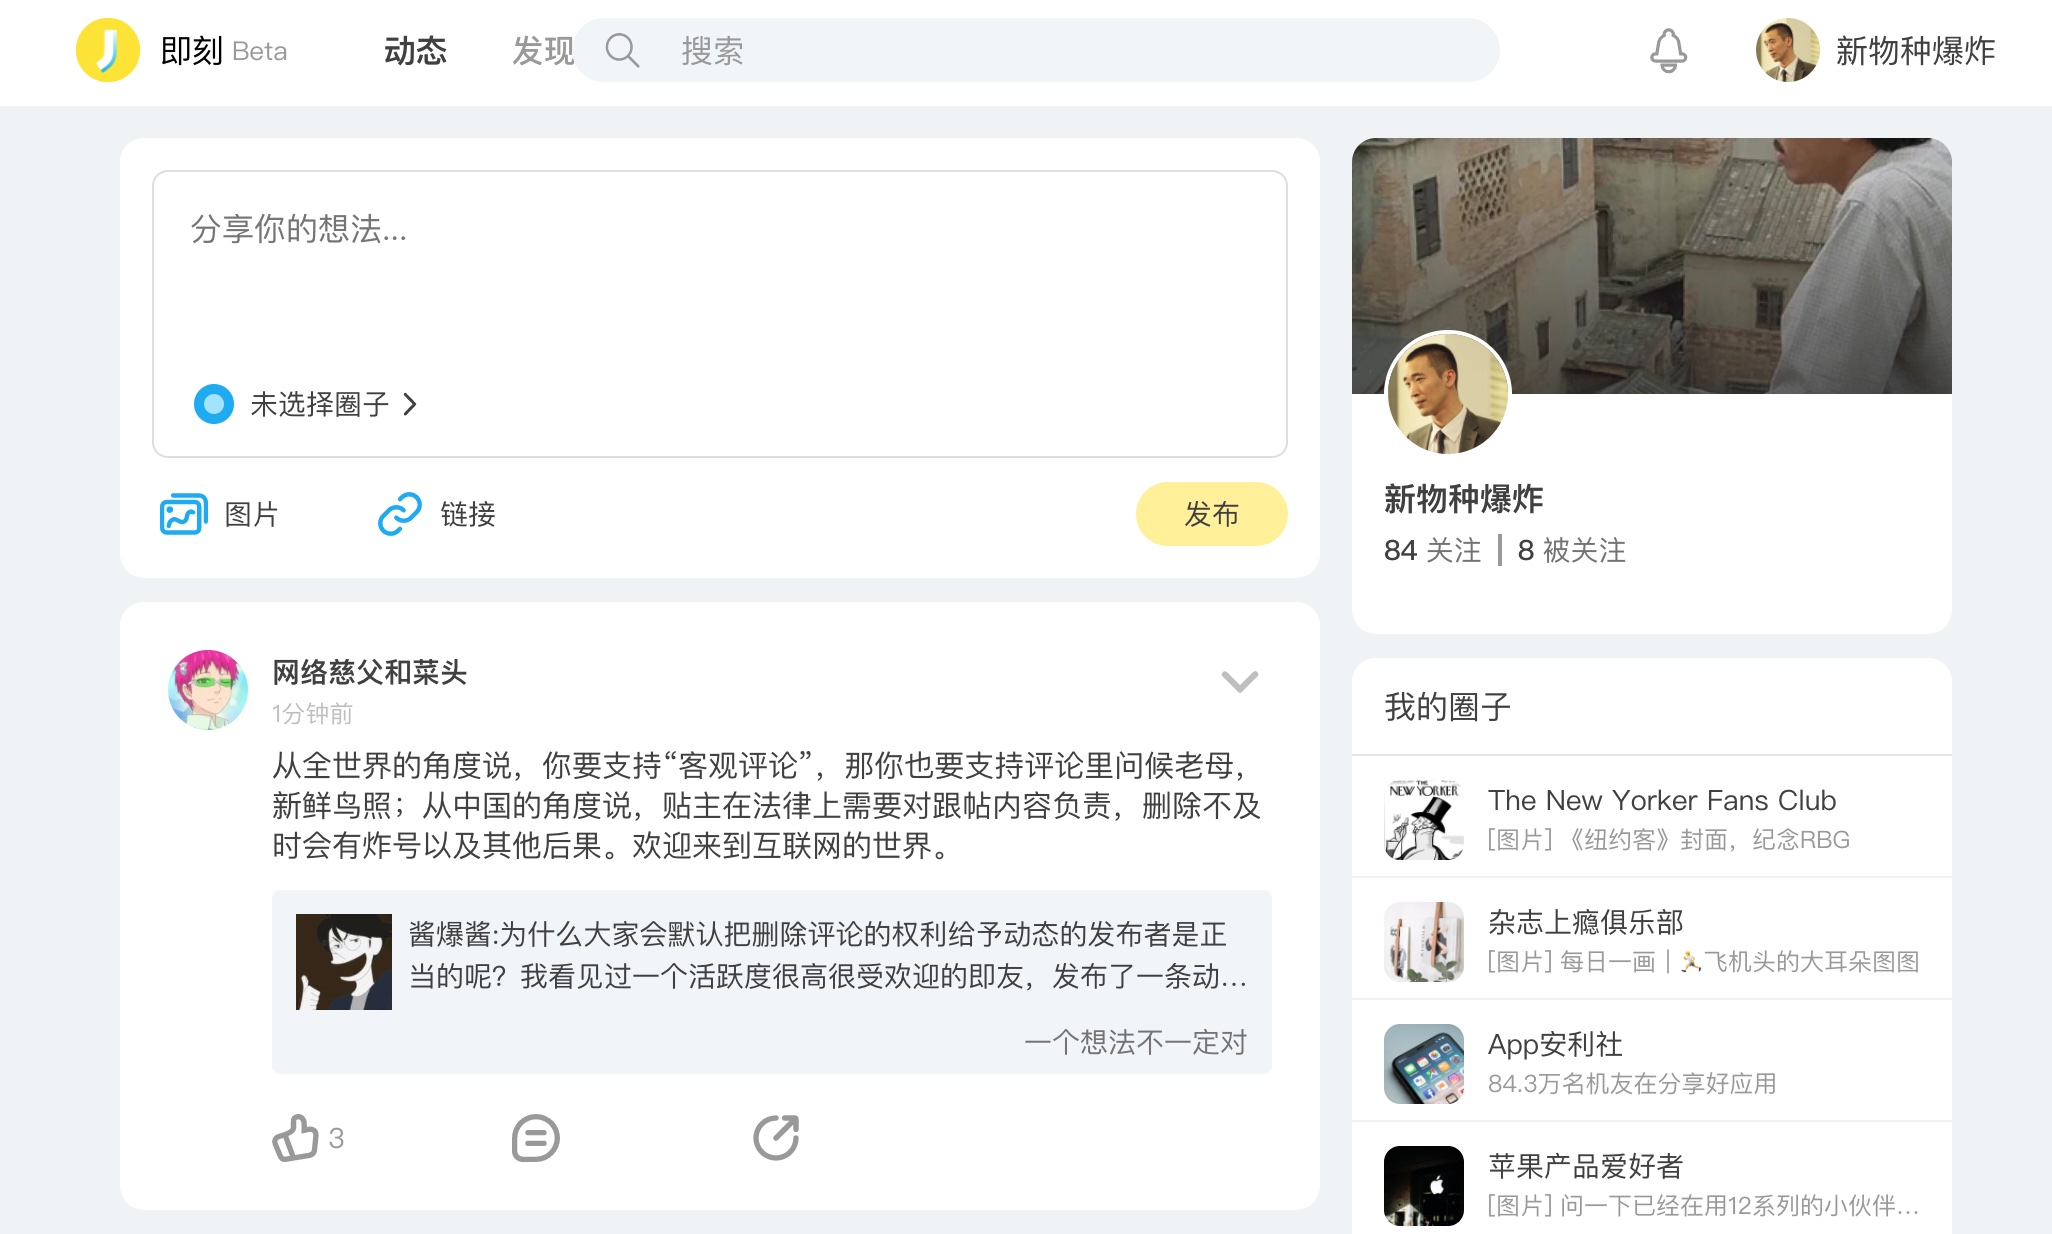 即刻 Beta
动态
发现
搜索
新物种爆炸
分享你的想法...
未选择圈子
图片
链接
发布
新物种爆炸
84 关注 | 8 被关注
网络慈父和菜头
1分钟前
从全世界的角度说，你要支持“客观评论”，那你也要支持评论里问候老母，
新鲜鸟照；从中国的角度说，贴主在法律上需要对跟帖内容负责，删除不及
时会有炸号以及其他后果。欢迎来到互联网的世界。
酱爆酱:为什么大家会默认把删除评论的权利给予动态的发布者是正
当的呢？我看见过一个活跃度很高很受欢迎的即友，发布了一条动...
一个想法不一定对
3
我的圈子
THE
NEW YORKER
The New Yorker Fans Club
[图片]《纽约客》封面，纪念RBG
杂志上瘾俱乐部
[图片] 每日一画 | 🏃飞机头的大耳朵图图
App安利社
84.3万名机友在分享好应用
苹果产品爱好者
[图片] 问一下已经在用12系列的小伙伴...